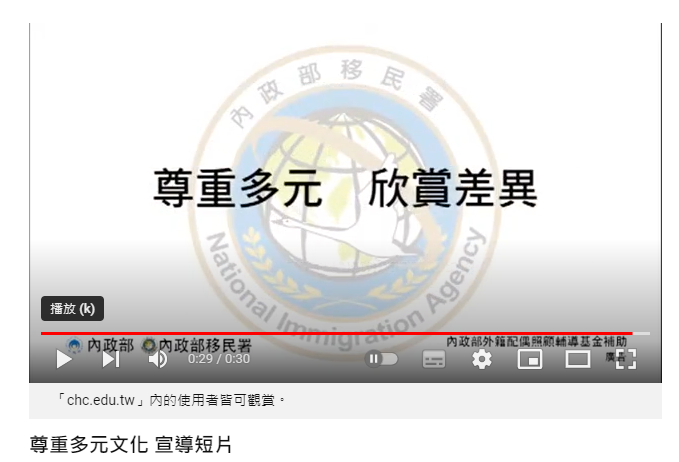 內政部移民署
尊重多元 欣賞差異
National Immigration Agency
播放 (k)
內政部 內政部移民署
內政部外籍配偶照顧輔導基金補助
廣告
0:29 / 0:30
「chc.edu.tw」內的使用者皆可觀賞。
尊重多元文化 宣導短片